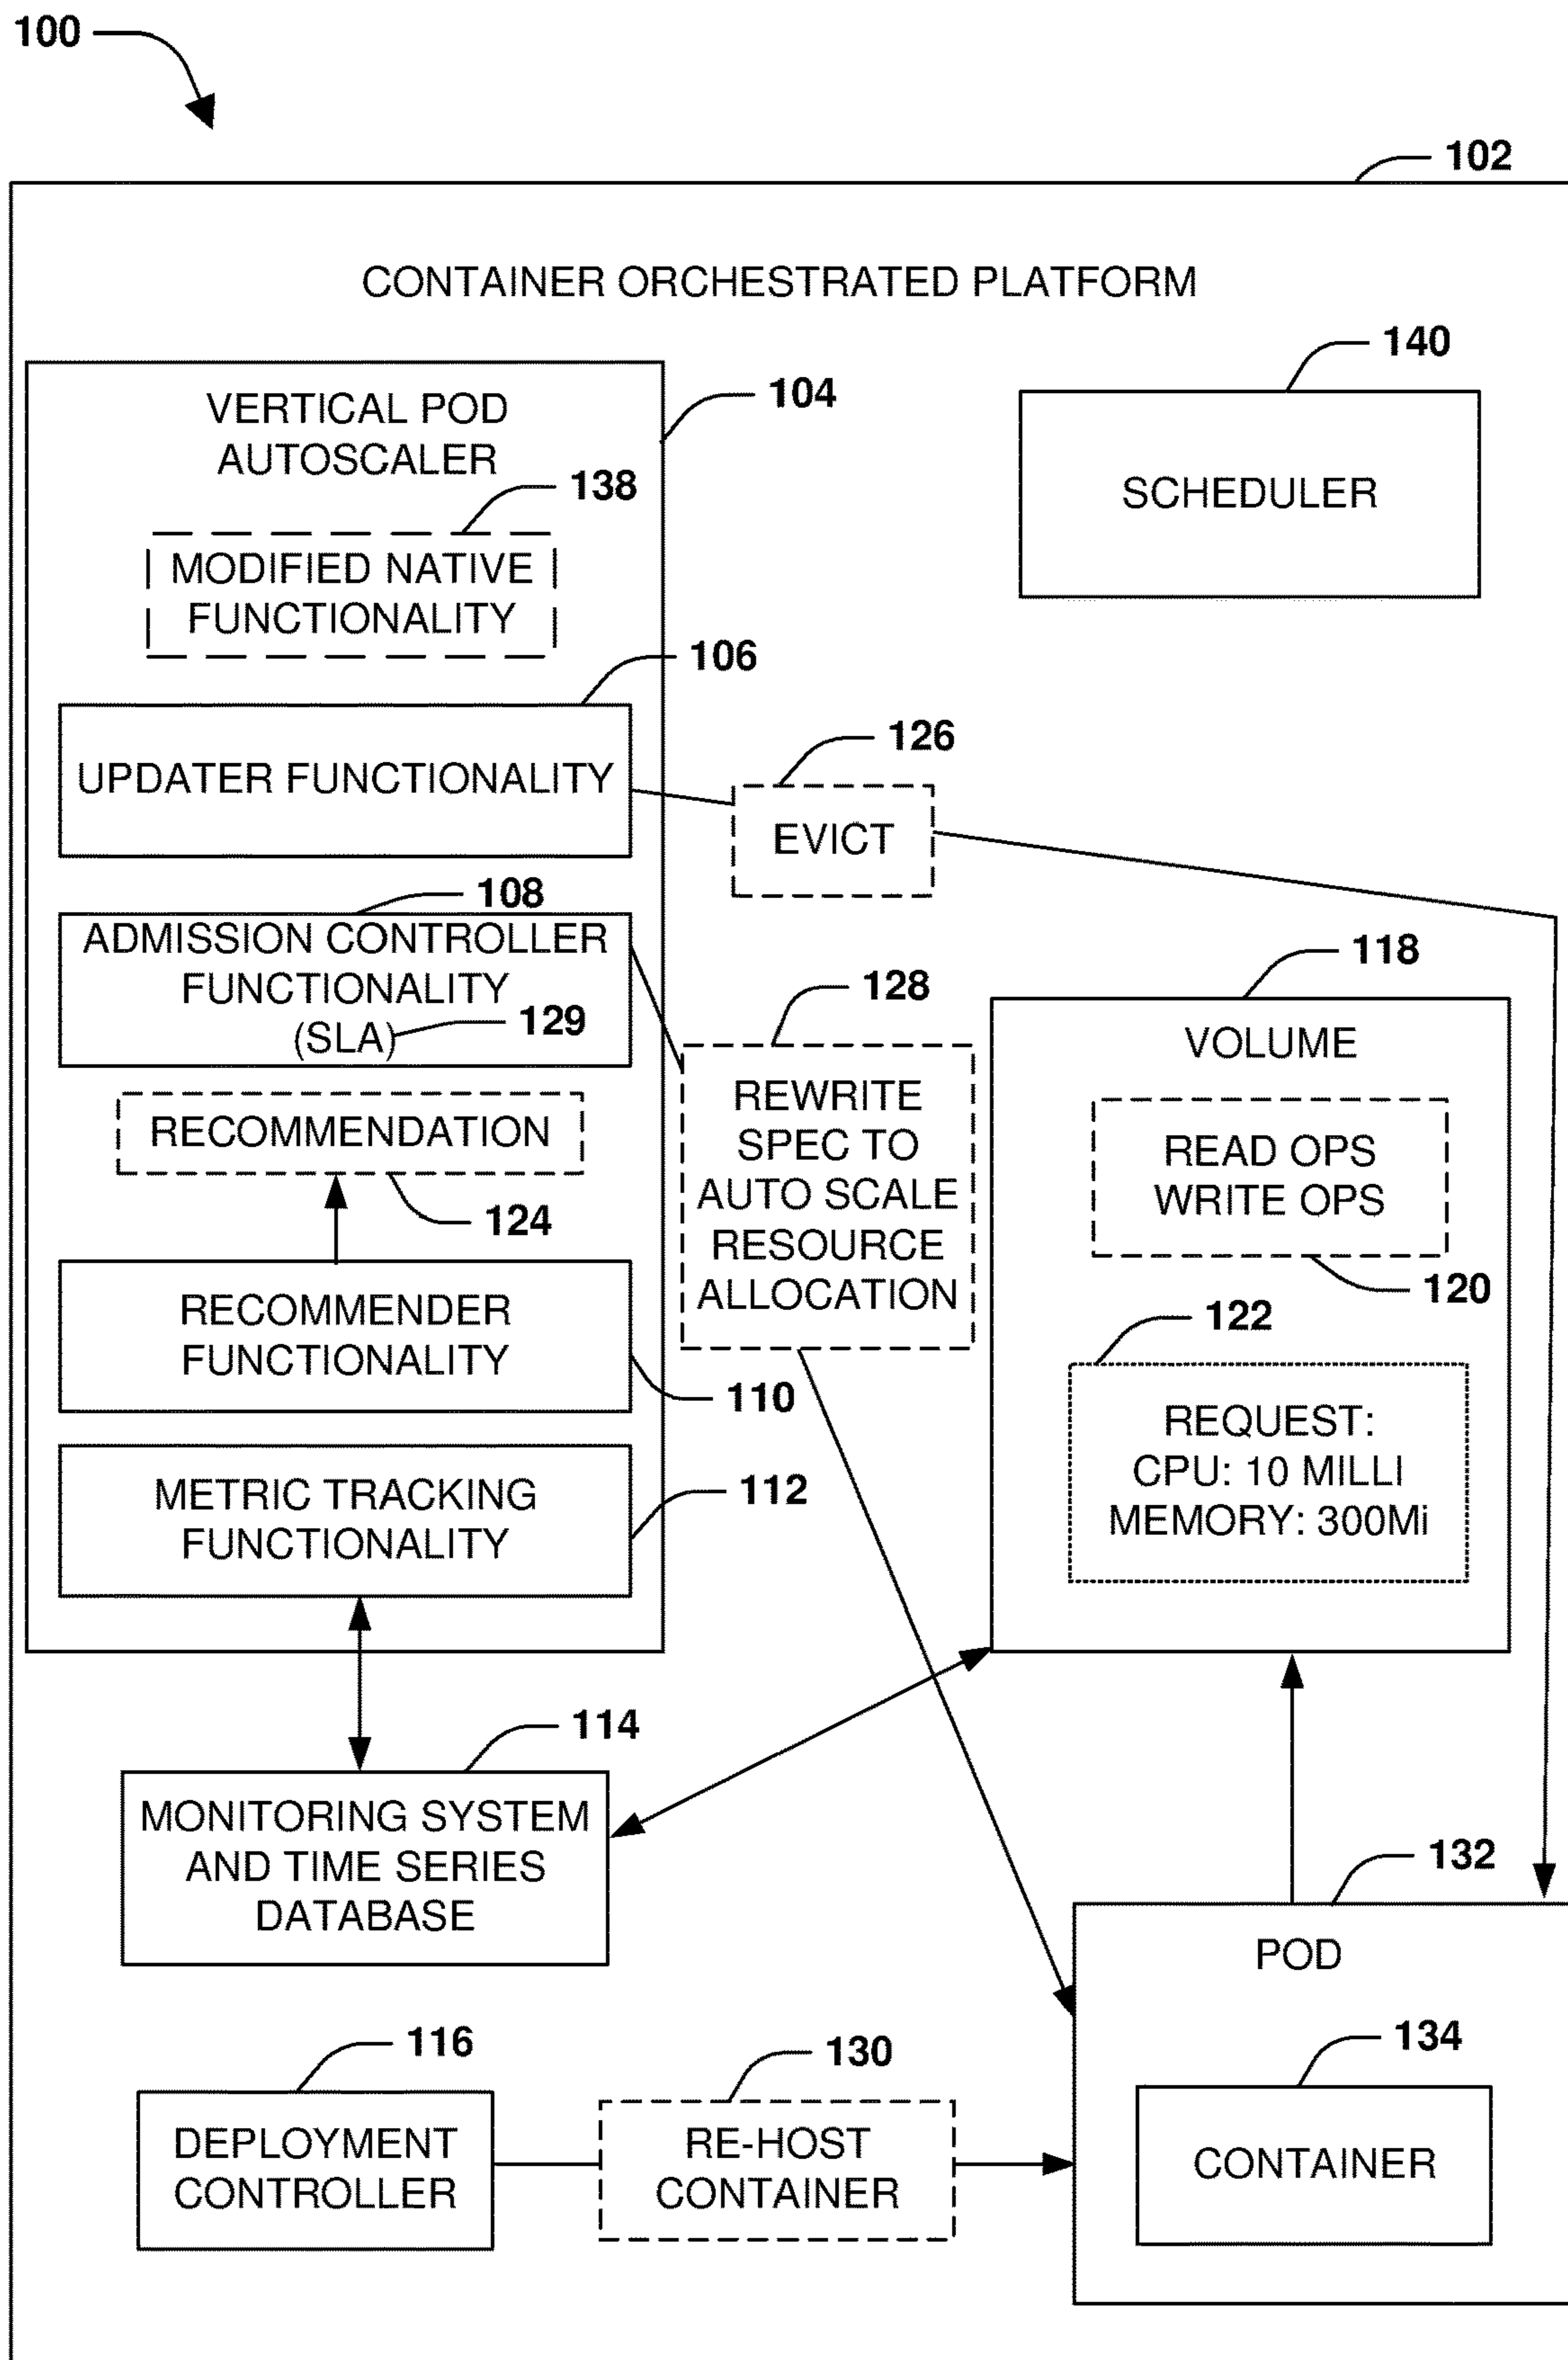 100
102
CONTAINER ORCHESTRATED PLATFORM
140
SCHEDULER
104
VERTICAL POD
AUTOSCALER
138
MODIFIED NATIVE
FUNCTIONALITY
106
UPDATER FUNCTIONALITY
126
EVICT
108
ADMISSION CONTROLLER
FUNCTIONALITY
(SLA)
129
RECOMMENDATION
124
RECOMMENDER
FUNCTIONALITY
110
METRIC TRACKING
FUNCTIONALITY
112
128
REWRITE
SPEC TO
AUTO SCALE
RESOURCE
ALLOCATION
118
VOLUME
READ OPS
WRITE OPS
120
122
REQUEST:
CPU: 10 MILLI
MEMORY: 300Mi
114
MONITORING SYSTEM
AND TIME SERIES
DATABASE
132
POD
134
CONTAINER
116
DEPLOYMENT
CONTROLLER
130
RE-HOST
CONTAINER